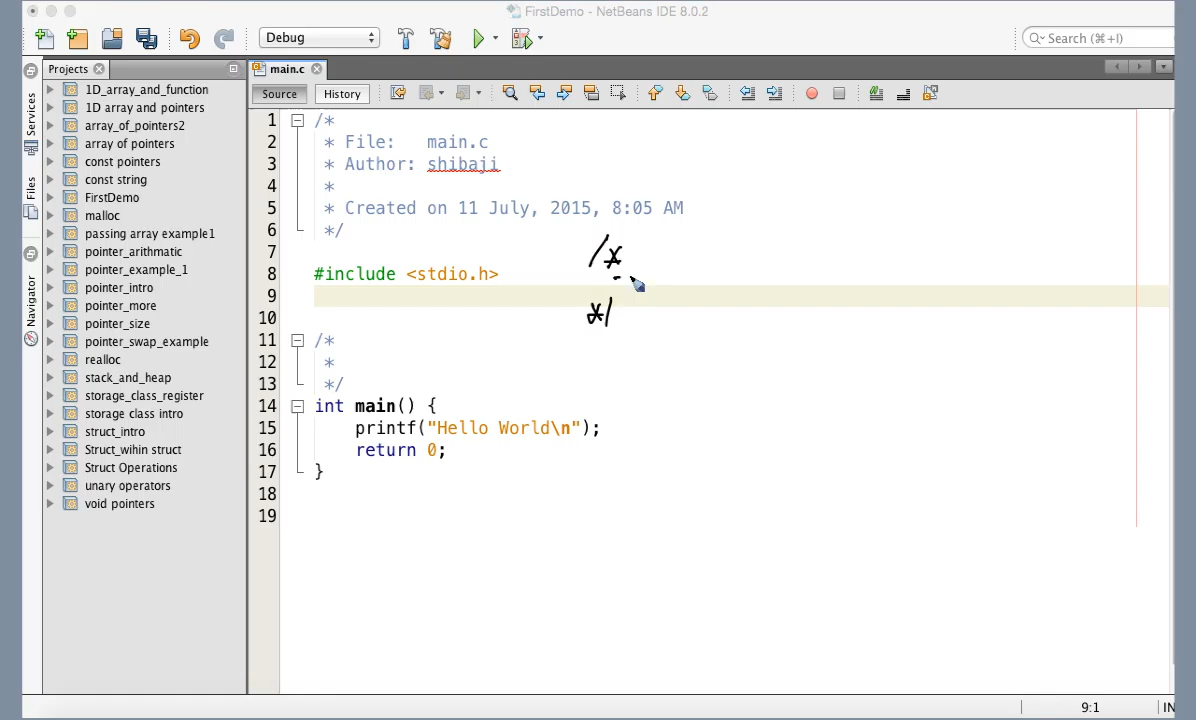 FirstDemo - NetBeans IDE 8.0.2
Debug
Search (⌘+I)
Projects
main.c
Services
Files
Navigator
Source
History
1D_array_and_function
1D array and pointers
array_of_pointers2
array of pointers
const pointers
const string
FirstDemo
malloc
passing array example1
pointer_arithmatic
pointer_example_1
pointer_intro
pointer_more
pointer_size
pointer_swap_example
realloc
stack_and_heap
storage_class_register
storage class intro
struct_intro
Struct_wihin struct
Struct Operations
unary operators
void pointers
1 /*
2 * File: main.c
3 * Author: shibaji
4 *
5 * Created on 11 July, 2015, 8:05 AM
6 */
7
8 #include <stdio.h>
9
10
11 /*
12 *
13 */
14 int main() {
15 printf("Hello World\n");
16 return 0;
17 }
18
19
/*
*/
9:1
IN